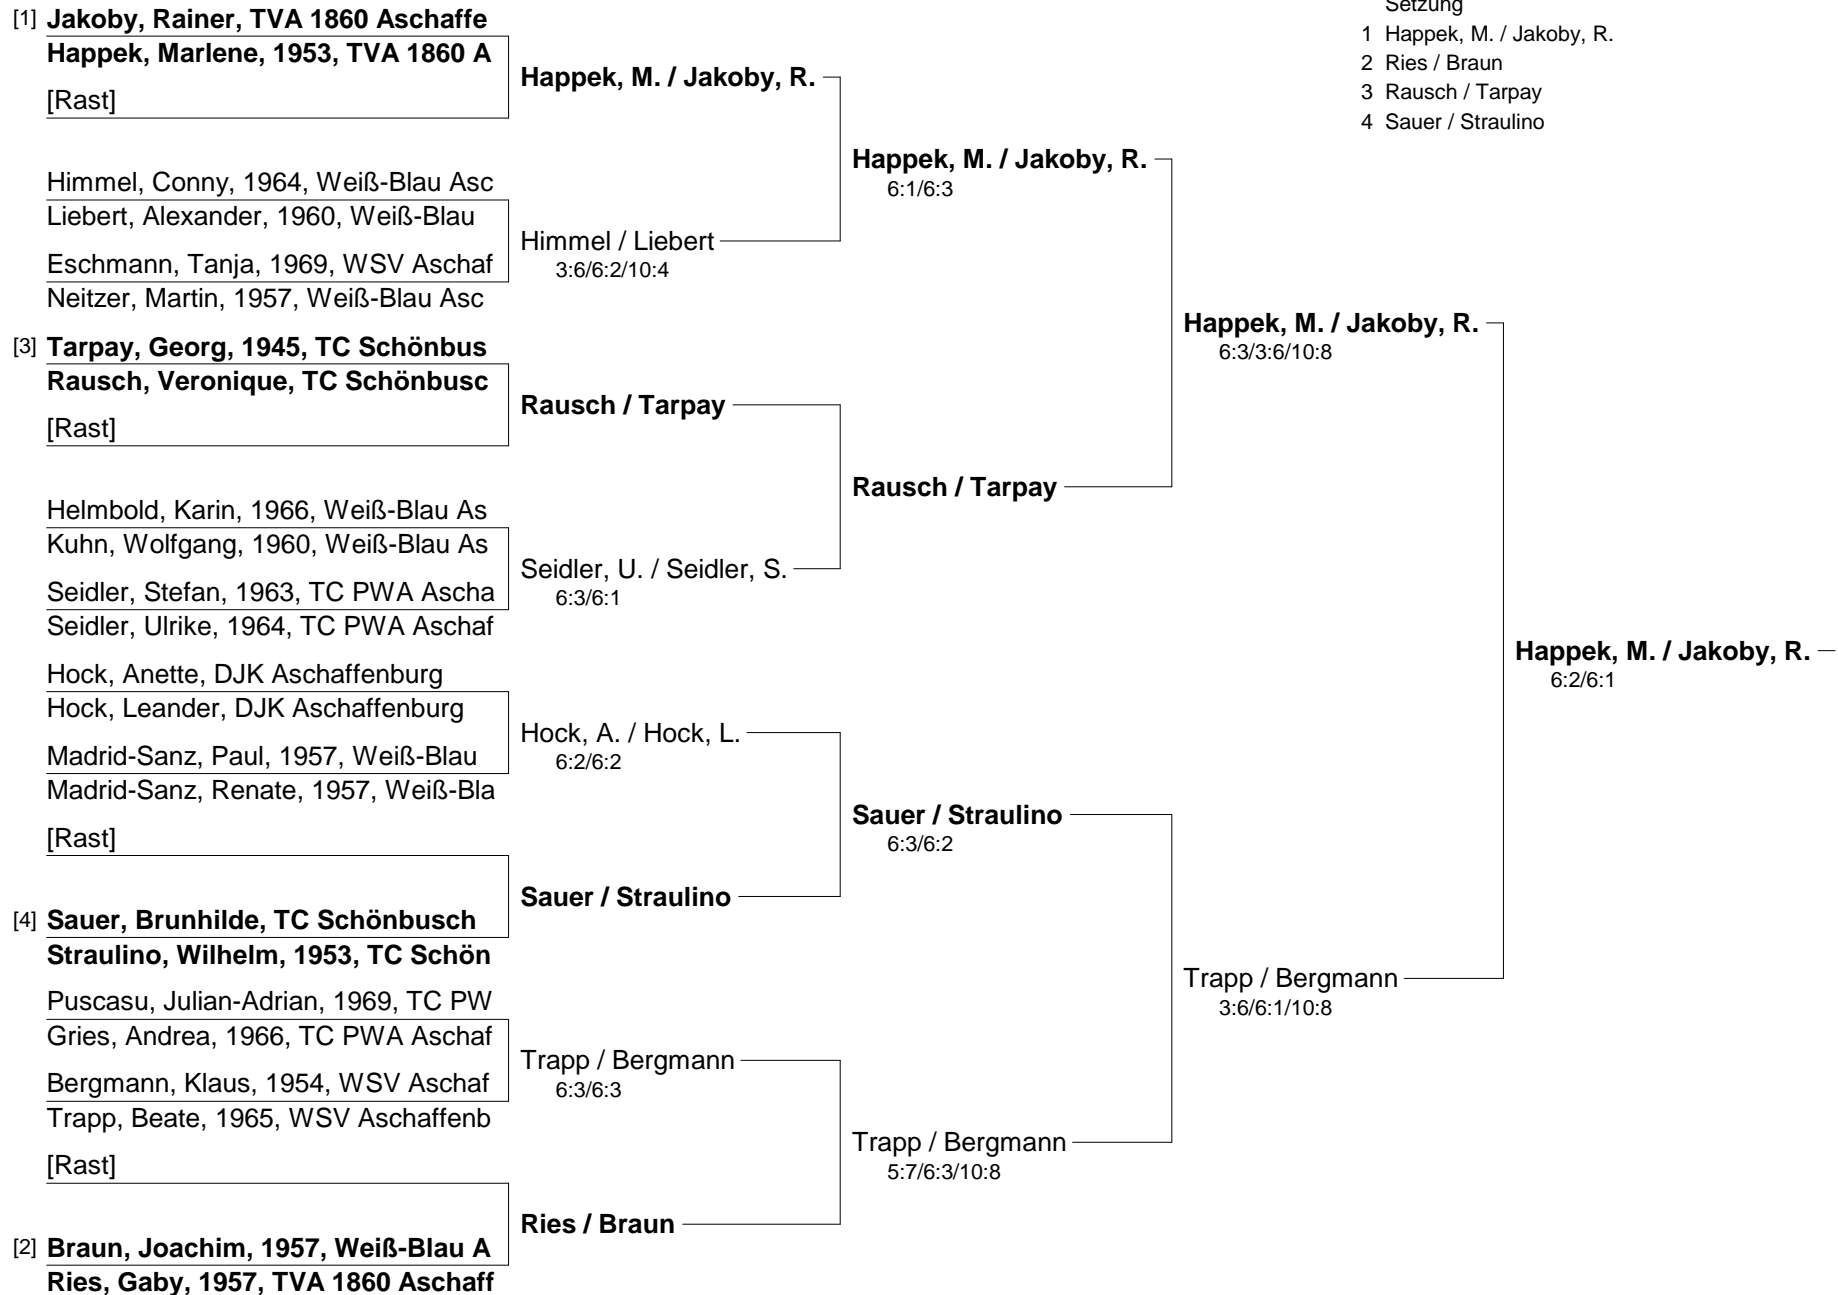 Setzung
1 Happek, M. / Jakoby, R.
2 Ries / Braun
3 Rausch / Tarpay
4 Sauer / Straulino
[1] Jakoby, Rainer, TVA 1860 Aschaffe
Happek, Marlene, 1953, TVA 1860 A
[Rast]
Himmel, Conny, 1964, Weiß-Blau Asc
Liebert, Alexander, 1960, Weiß-Blau
Eschmann, Tanja, 1969, WSV Aschaf
Neitzer, Martin, 1957, Weiß-Blau Asc
[3] Tarpay, Georg, 1945, TC Schönbus
Rausch, Veronique, TC Schönbusc
[Rast]
Helmbold, Karin, 1966, Weiß-Blau As
Kuhn, Wolfgang, 1960, Weiß-Blau As
Seidler, Stefan, 1963, TC PWA Ascha
Seidler, Ulrike, 1964, TC PWA Aschaf
Hock, Anette, DJK Aschaffenburg
Hock, Leander, DJK Aschaffenburg
Madrid-Sanz, Paul, 1957, Weiß-Blau
Madrid-Sanz, Renate, 1957, Weiß-Bla
[Rast]
[4] Sauer, Brunhilde, TC Schönbusch
Straulino, Wilhelm, 1953, TC Schön
Puscasu, Julian-Adrian, 1969, TC PW
Gries, Andrea, 1966, TC PWA Aschaf
Bergmann, Klaus, 1954, WSV Aschaf
Trapp, Beate, 1965, WSV Aschaffenb
[Rast]
[2] Braun, Joachim, 1957, Weiß-Blau A
Ries, Gaby, 1957, TVA 1860 Aschaff
Happek, M. / Jakoby, R.
Himmel / Liebert
3:6/6:2/10:4
Rausch / Tarpay
Seidler, U. / Seidler, S.
6:3/6:1
Hock, A. / Hock, L.
6:2/6:2
Sauer / Straulino
Trapp / Bergmann
6:3/6:3
Ries / Braun
Happek, M. / Jakoby, R.
6:1/6:3
Rausch / Tarpay
Sauer / Straulino
6:3/6:2
Trapp / Bergmann
5:7/6:3/10:8
Happek, M. / Jakoby, R.
6:3/3:6/10:8
Trapp / Bergmann
3:6/6:1/10:8
Happek, M. / Jakoby, R.
6:2/6:1